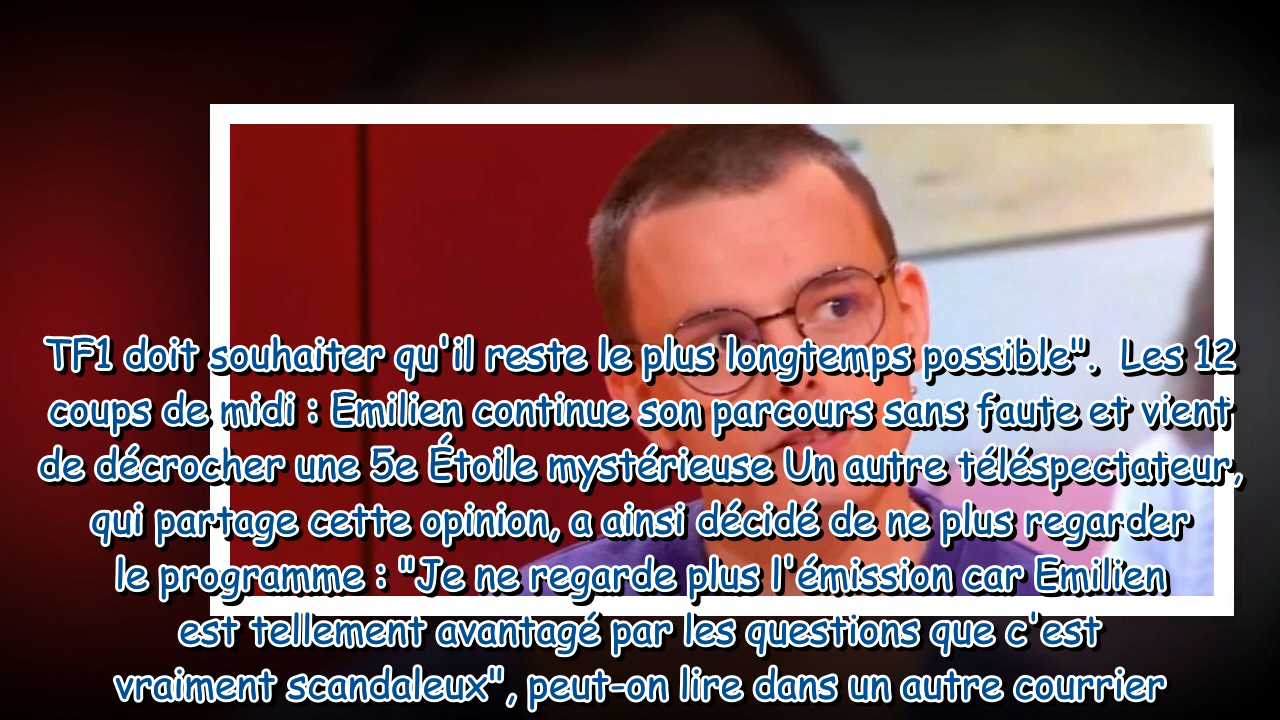 TF1 doit souhaiter qu'il reste le plus longtemps possible". Les 12
coups de midi : Emilien continue son parcours sans faute et vient
de décrocher une 5e Étoile mystérieuse Un autre téléspectateur,
qui partage cette opinion, a ainsi décidé de ne plus regarder
le programme : "Je ne regarde plus l'émission car Emilien
est tellement avantagé par les questions que c'est
vraiment scandaleux", peut-on lire dans un autre courrier